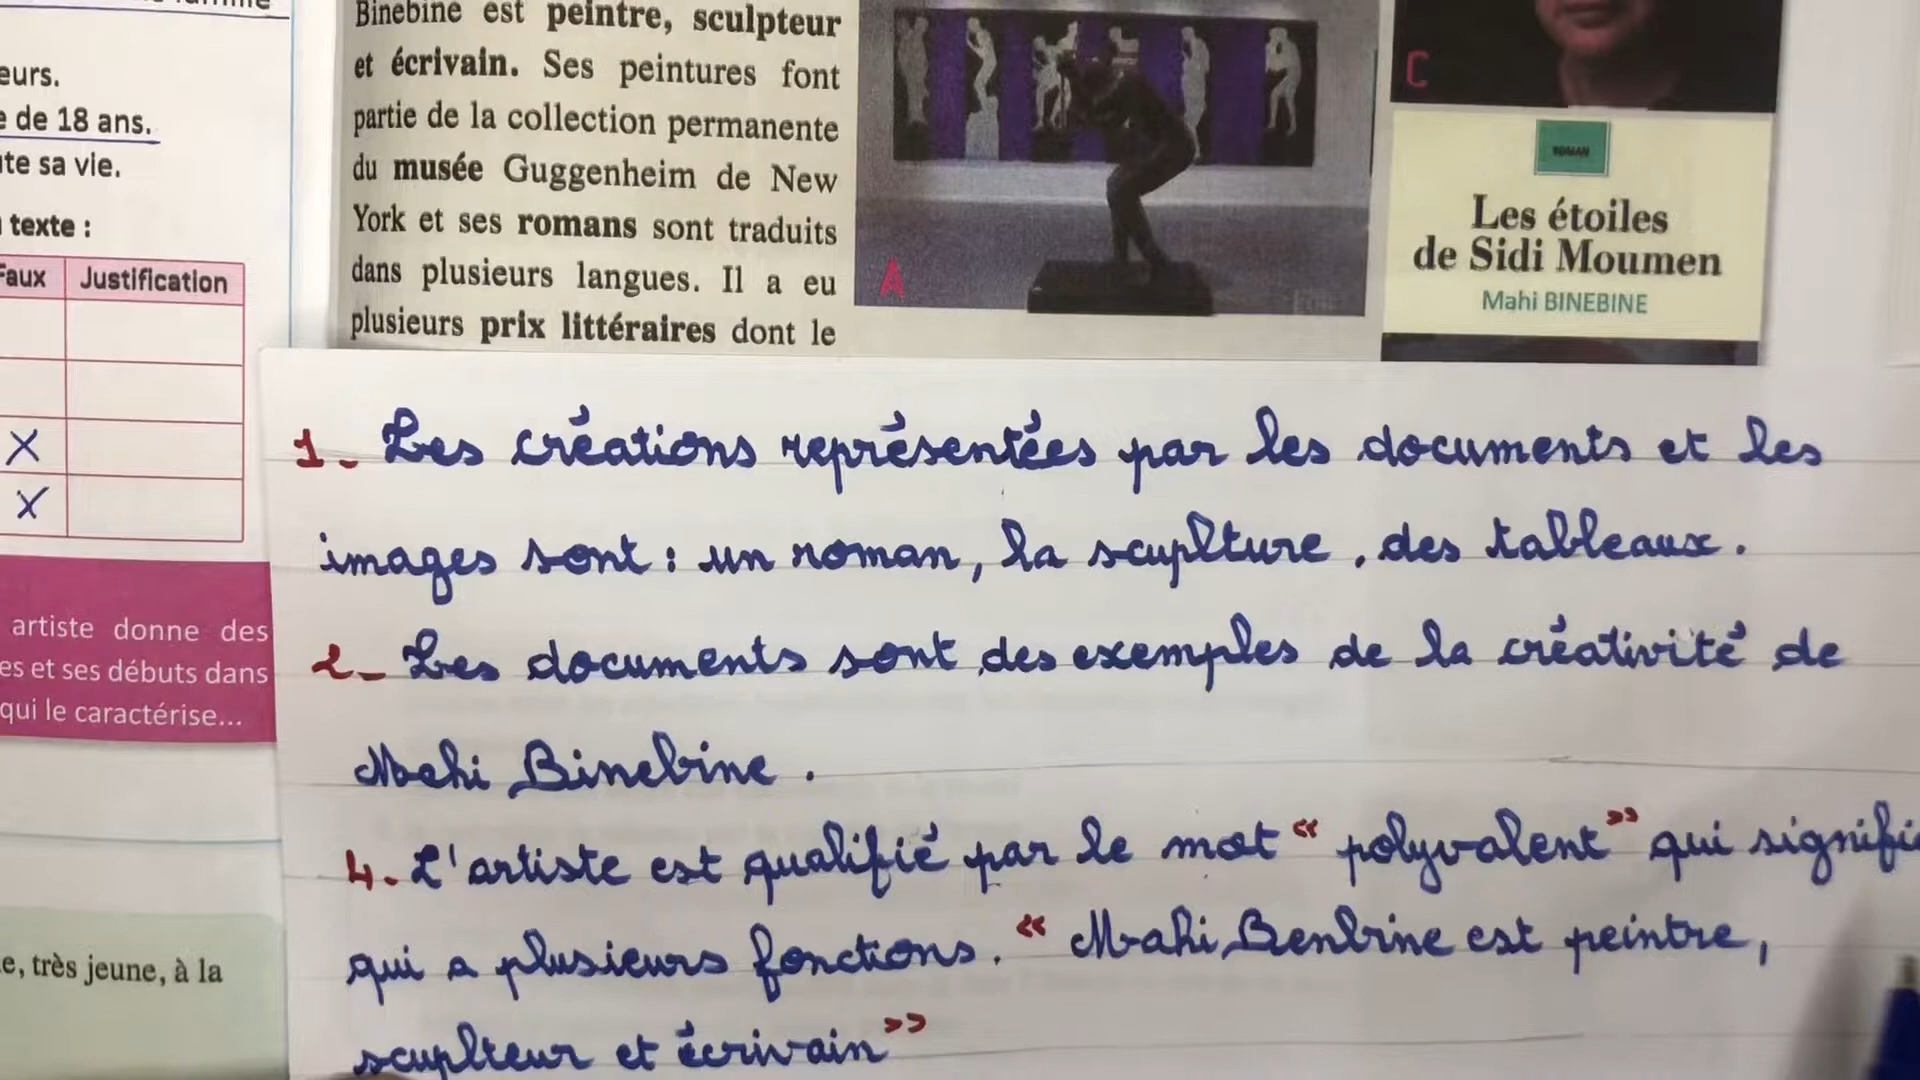 eurs.
de 18 ans.
te sa vie.
texte :
Faux Justification
X
X
artiste donne des
es et ses débuts dans
qui le caractérise...
e, très jeune, à la
Binebine est peintre, sculpteur
et écrivain. Ses peintures font
partie de la collection permanente
du musée Guggenheim de New
York et ses romans sont traduits
dans plusieurs langues. Il a eu
plusieurs prix littéraires dont le
A
C
ROMAN
Les étoiles
de Sidi Moumen
Mahi BINEBINE
1. Les créations représentées par les documents et les
images sont : un roman, la scuplture, des tableaux.
2- Les documents sont des exemples de la créativité de
Mahi Binebine.
4. L'artiste est qualifié par le mot « polyvalent » qui signifie
qui a plusieurs fonctions. « Mahi Benbrine est peintre,
scuplteur et écrivain »